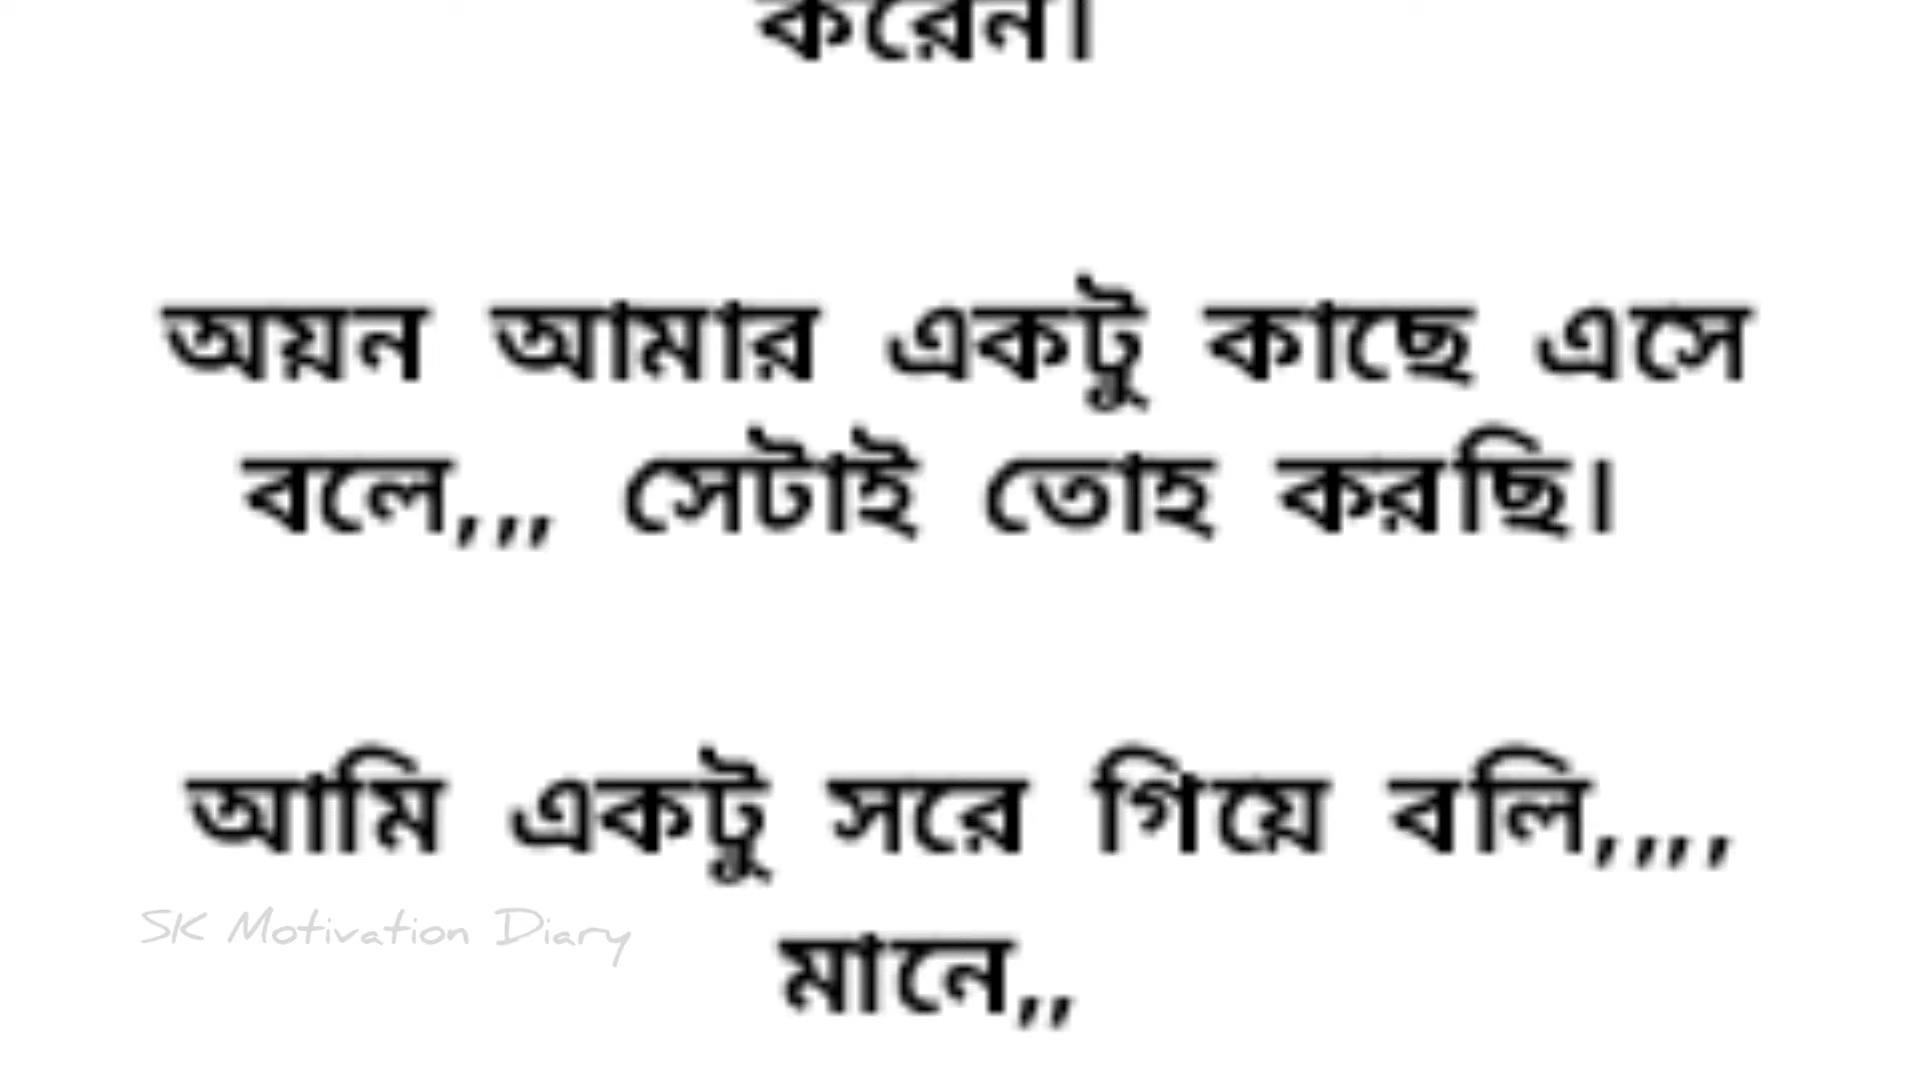 করেন।
অয়ন আমার একটু কাছে এসে
বলে,,, সেটাই তোহ করছি।
আমি একটু সরে গিয়ে বলি,,,,
SK Motivation Diary
মানে,,